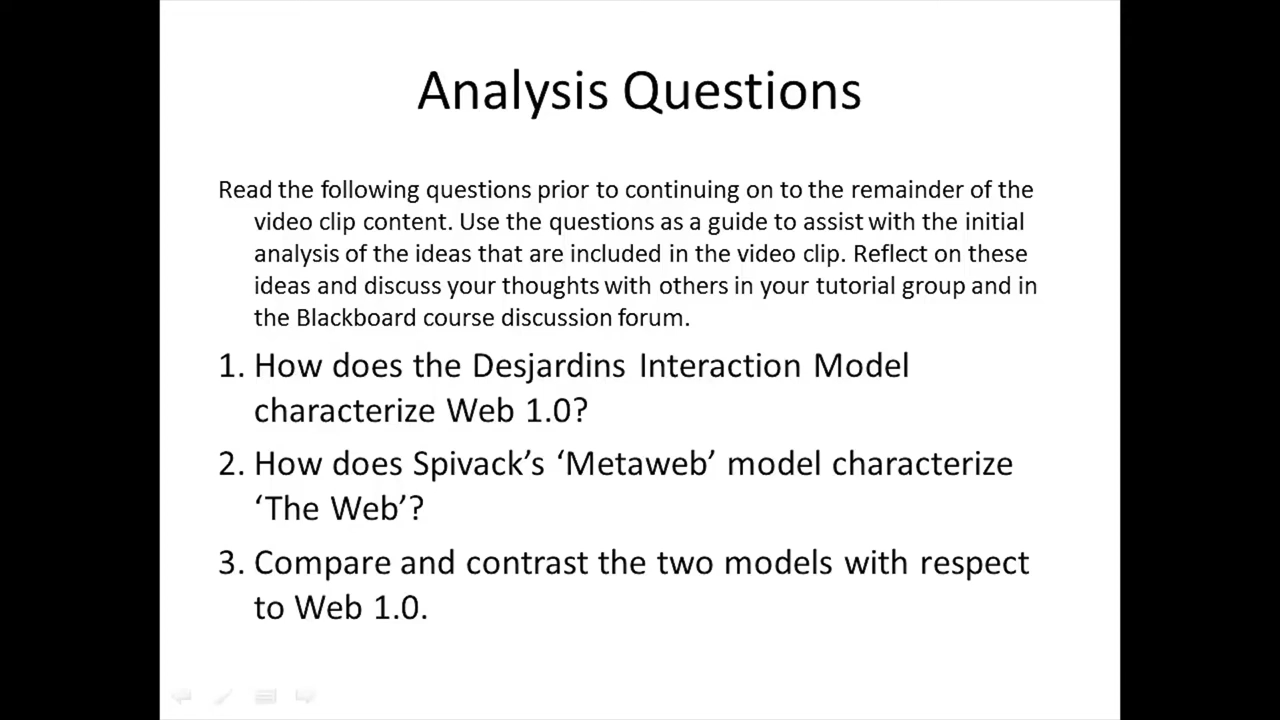 Analysis Questions
Read the following questions prior to continuing on to the remainder of the
video clip content. Use the questions as a guide to assist with the initial
analysis of the ideas that are included in the video clip. Reflect on these
ideas and discuss your thoughts with others in your tutorial group and in
the Blackboard course discussion forum.
1. How does the Desjardins Interaction Model
characterize Web 1.0?
2. How does Spivack’s ‘Metaweb’ model characterize
‘The Web’?
3. Compare and contrast the two models with respect
to Web 1.0.